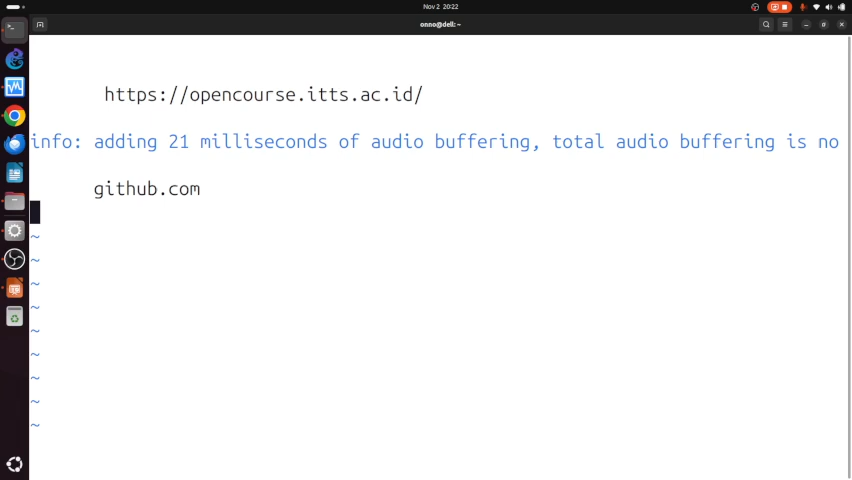 Nov 2 20:22
onno@dell: ~
https://opencourse.itts.ac.id/
info: adding 21 milliseconds of audio buffering, total audio buffering is no
github.com
~
~
~
~
~
~
~
~
~